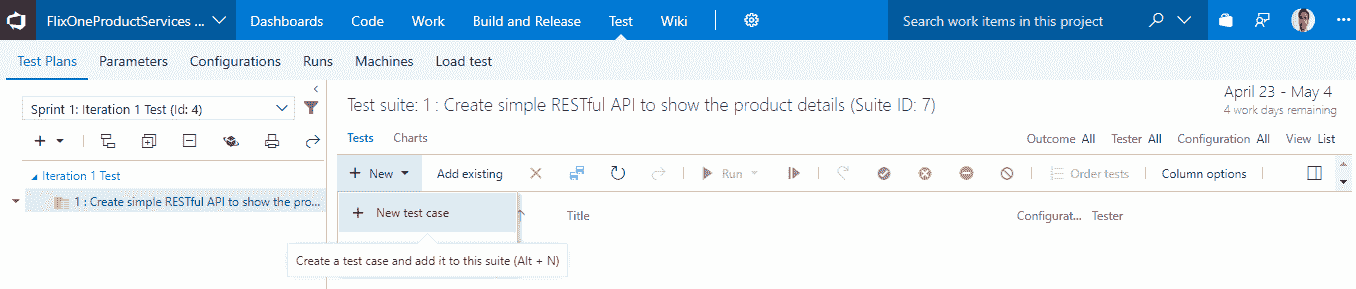 FlixOneProductServices ...
Dashboards Code Work Build and Release Test Wiki
Search work items in this project
Test Plans Parameters Configurations Runs Machines Load test
Sprint 1: Iteration 1 Test (Id: 4)
Iteration 1 Test
1 : Create simple RESTful API to show the pro...
Test suite: 1 : Create simple RESTful API to show the product details (Suite ID: 7)
April 23 - May 4
4 work days remaining
Tests Charts
Outcome All Tester All Configuration All View List
+ New Add existing Run Order tests Column options
+ New test case
Title Configurat... Tester
Create a test case and add it to this suite (Alt + N)